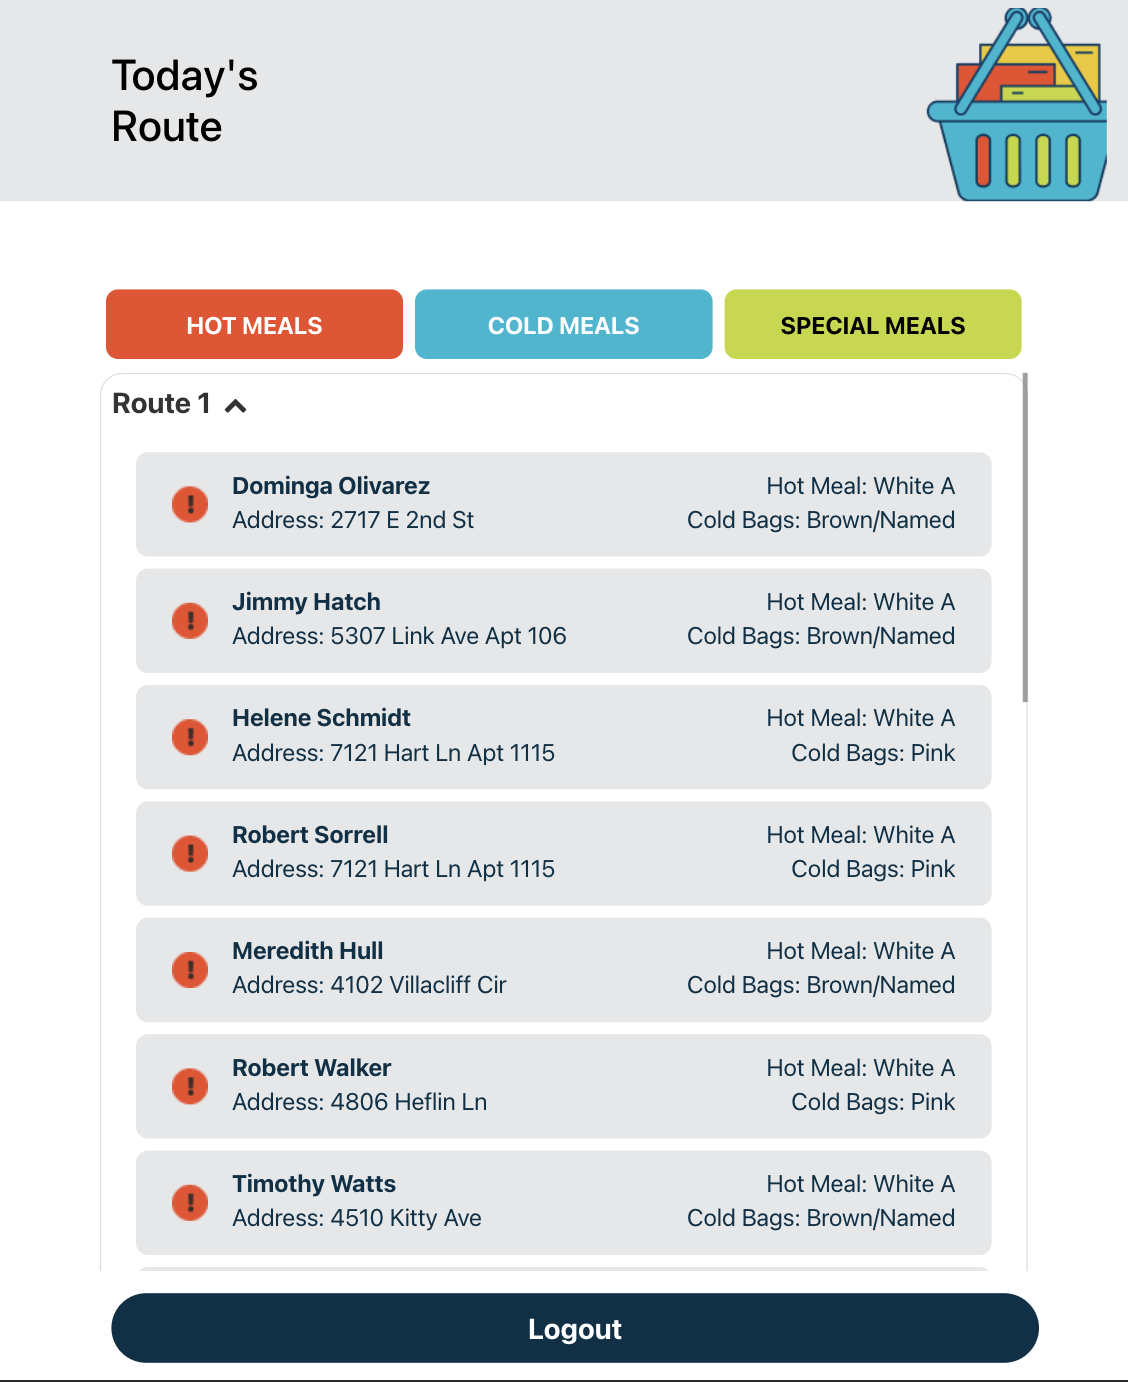 Today's
Route
HOT MEALS
COLD MEALS
SPECIAL MEALS
Route 1
Dominga Olivarez
Hot Meal: White A
Address: 2717 E 2nd St
Cold Bags: Brown/Named
Jimmy Hatch
Hot Meal: White A
Address: 5307 Link Ave Apt 106
Cold Bags: Brown/Named
Helene Schmidt
Hot Meal: White A
Address: 7121 Hart Ln Apt 1115
Cold Bags: Pink
Robert Sorrell
Hot Meal: White A
Address: 7121 Hart Ln Apt 1115
Cold Bags: Pink
Meredith Hull
Hot Meal: White A
Address: 4102 Villacliff Cir
Cold Bags: Brown/Named
Robert Walker
Hot Meal: White A
Address: 4806 Heflin Ln
Cold Bags: Pink
Timothy Watts
Hot Meal: White A
Address: 4510 Kitty Ave
Cold Bags: Brown/Named
Logout